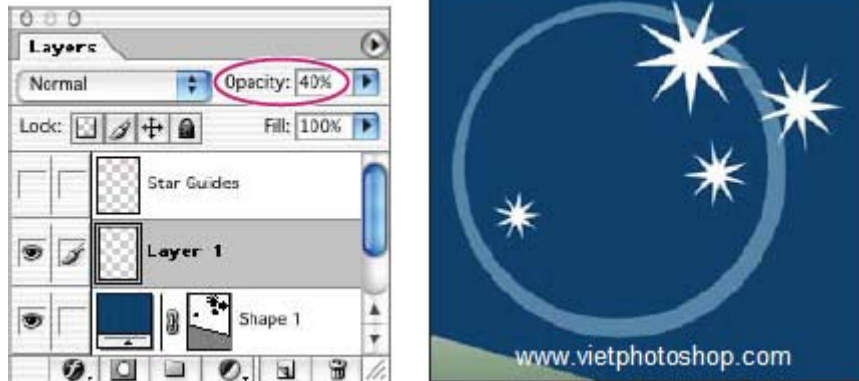 Layers
Normal
Opacity: 40%
Lock:
Fill: 100%
Star Guides
Layer 1
Shape 1
www.vietphotoshop.com